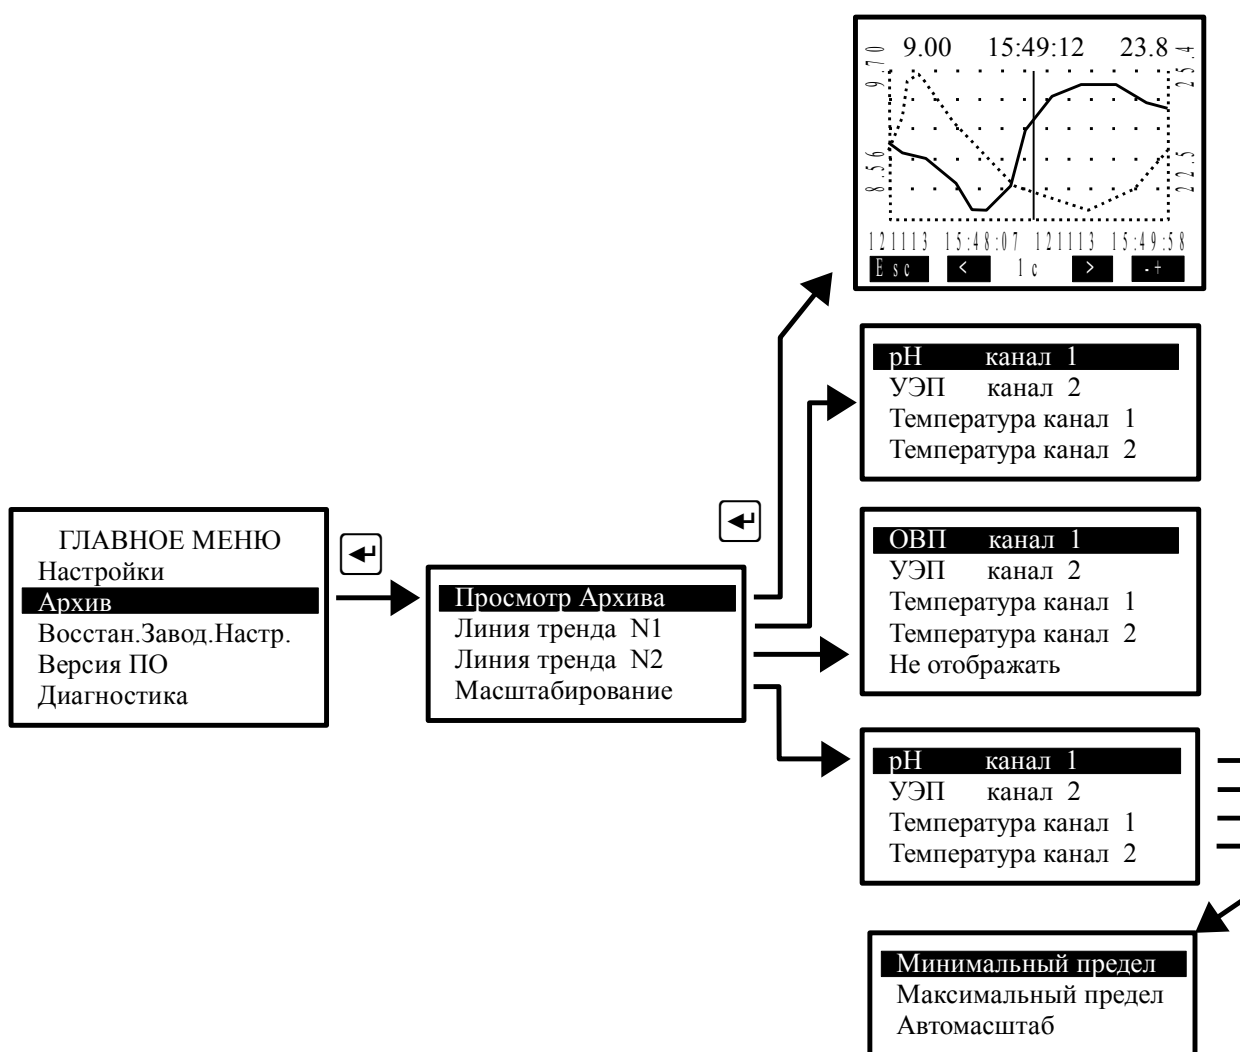 9.00 15:49:12 23.8
9.70
25.4
8.56
22.5
121113 15:48:07 121113 15:49:58
Esc < 1c > -+
pH канал 1
УЭП канал 2
Температура канал 1
Температура канал 2
ОВП канал 1
УЭП канал 2
Температура канал 1
Температура канал 2
Не отображать
ГЛАВНОЕ МЕНЮ
Настройки
Архив
Восстан.Завод.Настр.
Версия ПО
Диагностика
Просмотр Архива
Линия тренда N1
Линия тренда N2
Масштабирование
pH канал 1
УЭП канал 2
Температура канал 1
Температура канал 2
Минимальный предел
Максимальный предел
Автомасштаб